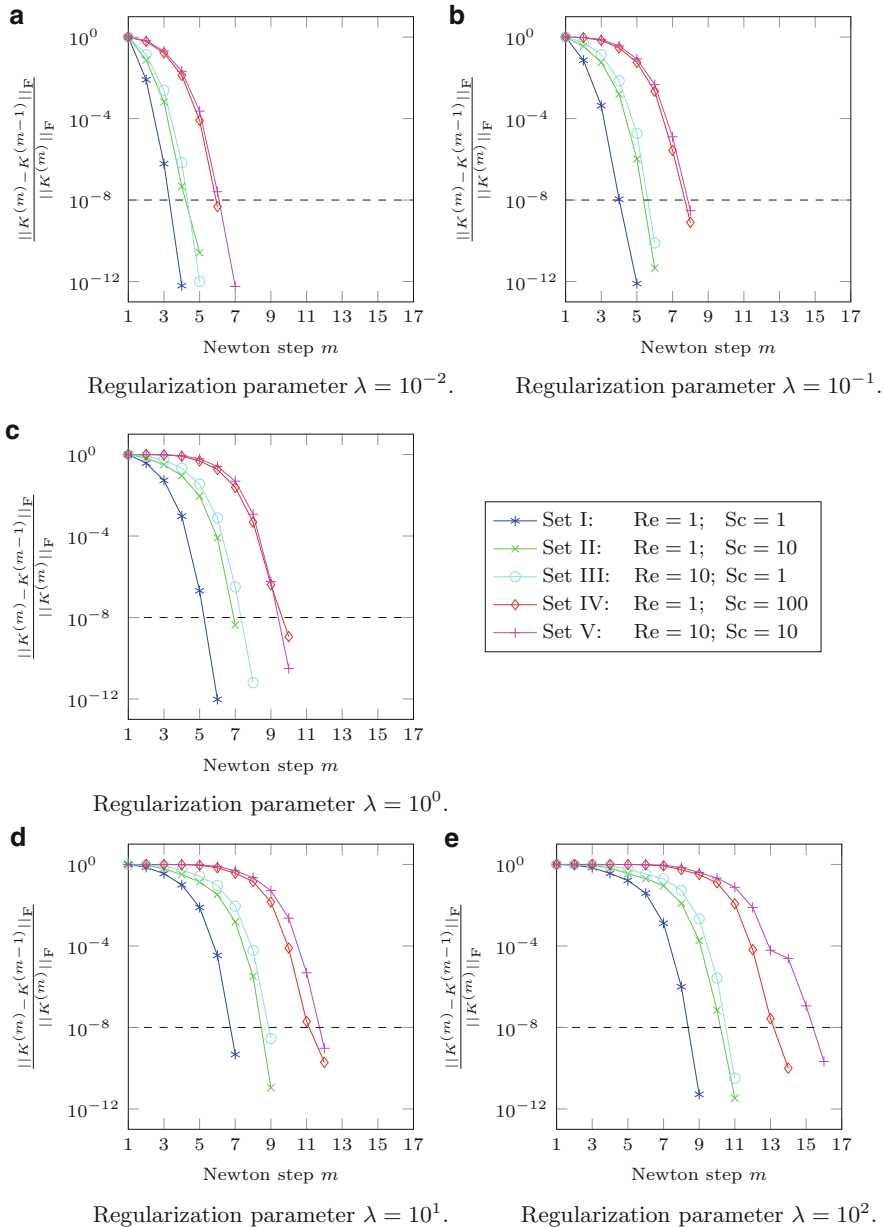 a
10^0
10^−4
10^−8
10^−12
||K^(m) − K^(m−1)||_F
||K^(m)||_F
1 3 5 7 9 11 13 15 17
Newton step m
Regularization parameter λ = 10^−2.
b
10^0
10^−4
10^−8
10^−12
||K^(m) − K^(m−1)||_F
||K^(m)||_F
1 3 5 7 9 11 13 15 17
Newton step m
Regularization parameter λ = 10^−1.
c
10^0
10^−4
10^−8
10^−12
||K^(m) − K^(m−1)||_F
||K^(m)||_F
1 3 5 7 9 11 13 15 17
Newton step m
Regularization parameter λ = 10^0.
Set I: Re = 1; Sc = 1
Set II: Re = 1; Sc = 10
Set III: Re = 10; Sc = 1
Set IV: Re = 1; Sc = 100
Set V: Re = 10; Sc = 10
d
10^0
10^−4
10^−8
10^−12
||K^(m) − K^(m−1)||_F
||K^(m)||_F
1 3 5 7 9 11 13 15 17
Newton step m
Regularization parameter λ = 10^1.
e
10^0
10^−4
10^−8
10^−12
||K^(m) − K^(m−1)||_F
||K^(m)||_F
1 3 5 7 9 11 13 15 17
Newton step m
Regularization parameter λ = 10^2.